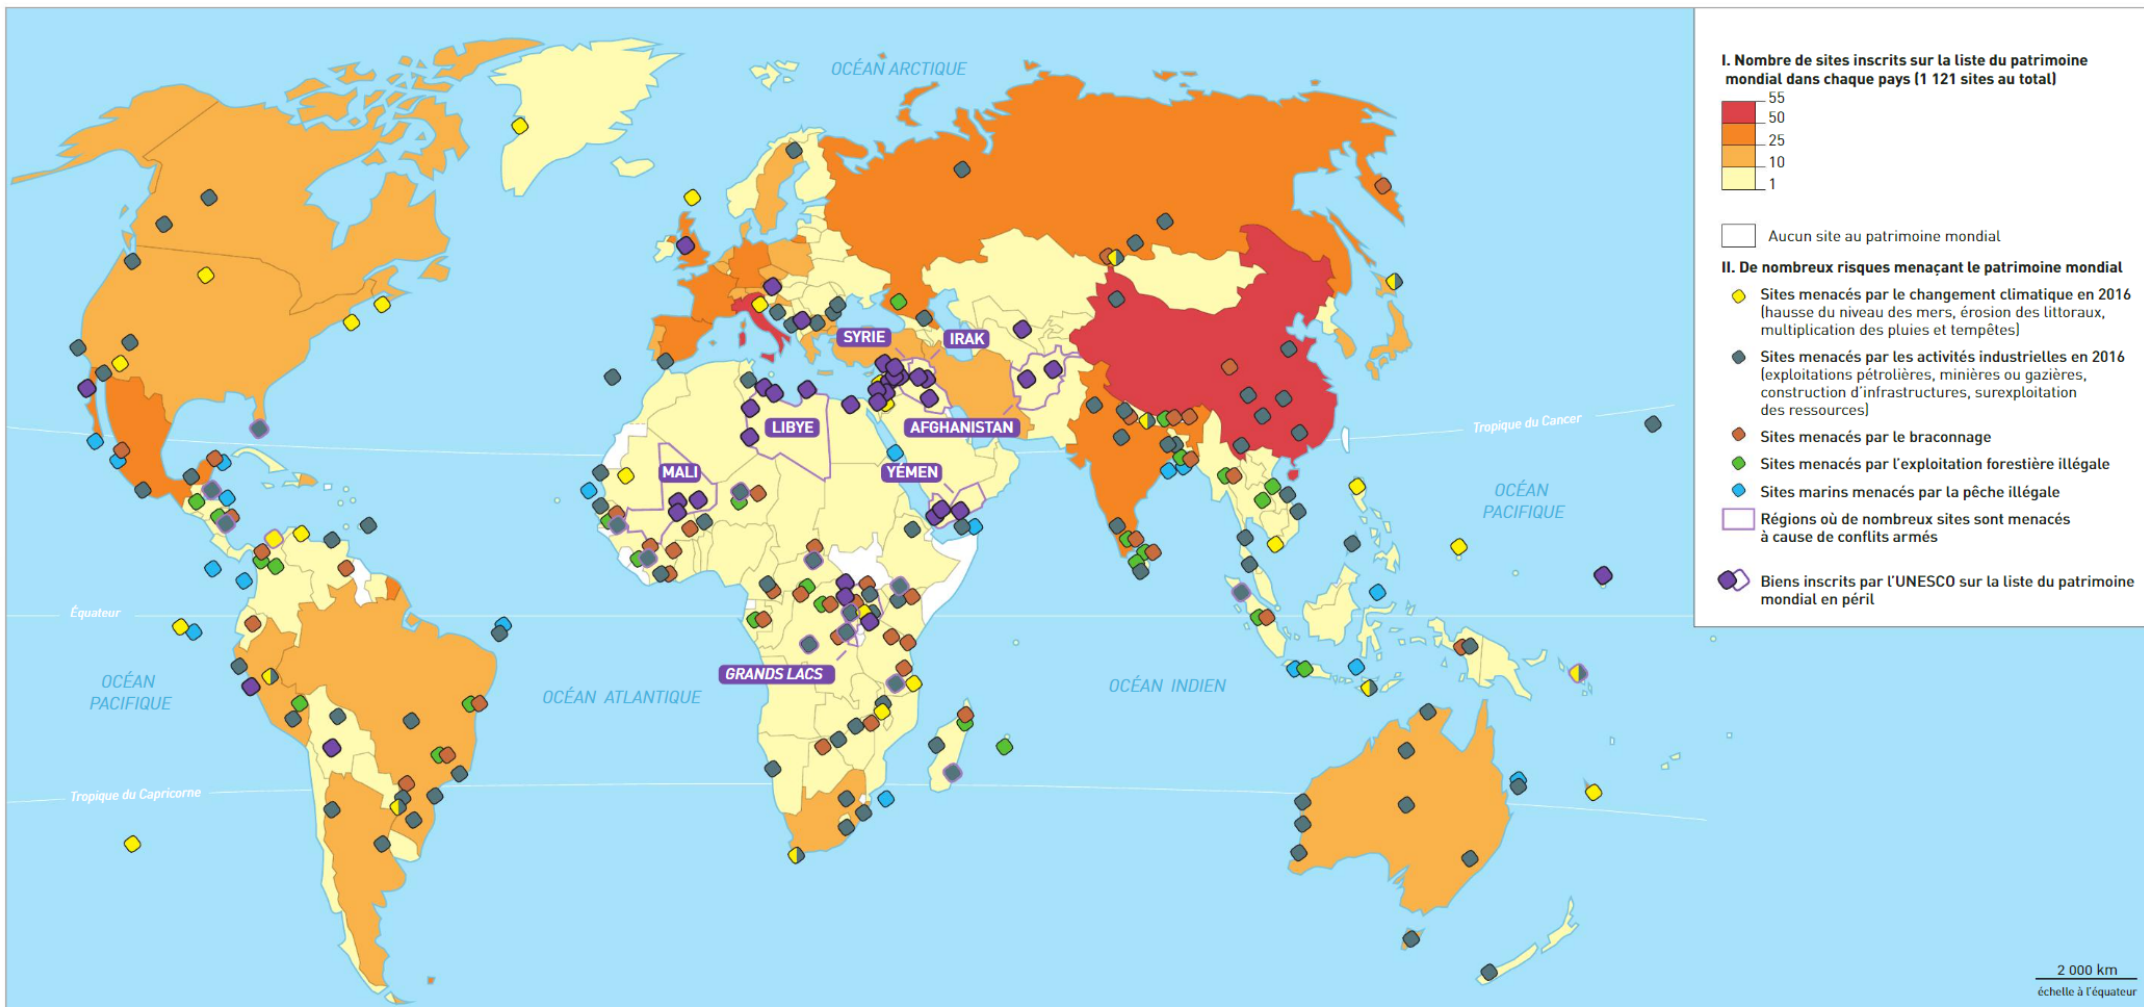 OCÉAN ARCTIQUE
SYRIE
IRAK
LIBYE
AFGHANISTAN
MALI
YÉMEN
Tropique du Cancer
OCÉAN
PACIFIQUE
Équateur
GRANDS LACS
OCÉAN
PACIFIQUE
OCÉAN ATLANTIQUE
OCÉAN INDIEN
Tropique du Capricorne
I. Nombre de sites inscrits sur la liste du patrimoine
mondial dans chaque pays (1 121 sites au total)
55
50
25
10
1
Aucun site au patrimoine mondial
II. De nombreux risques menaçant le patrimoine mondial
Sites menacés par le changement climatique en 2016
(hausse du niveau des mers, érosion des littoraux,
multiplication des pluies et tempêtes)
Sites menacés par les activités industrielles en 2016
(exploitations pétrolières, minières ou gazières,
construction d'infrastructures, surexploitation
des ressources)
Sites menacés par le braconnage
Sites menacés par l'exploitation forestière illégale
Sites marins menacés par la pêche illégale
Régions où de nombreux sites sont menacés
à cause de conflits armés
Biens inscrits par l'UNESCO sur la liste du patrimoine
mondial en péril
2 000 km
échelle à l'équateur